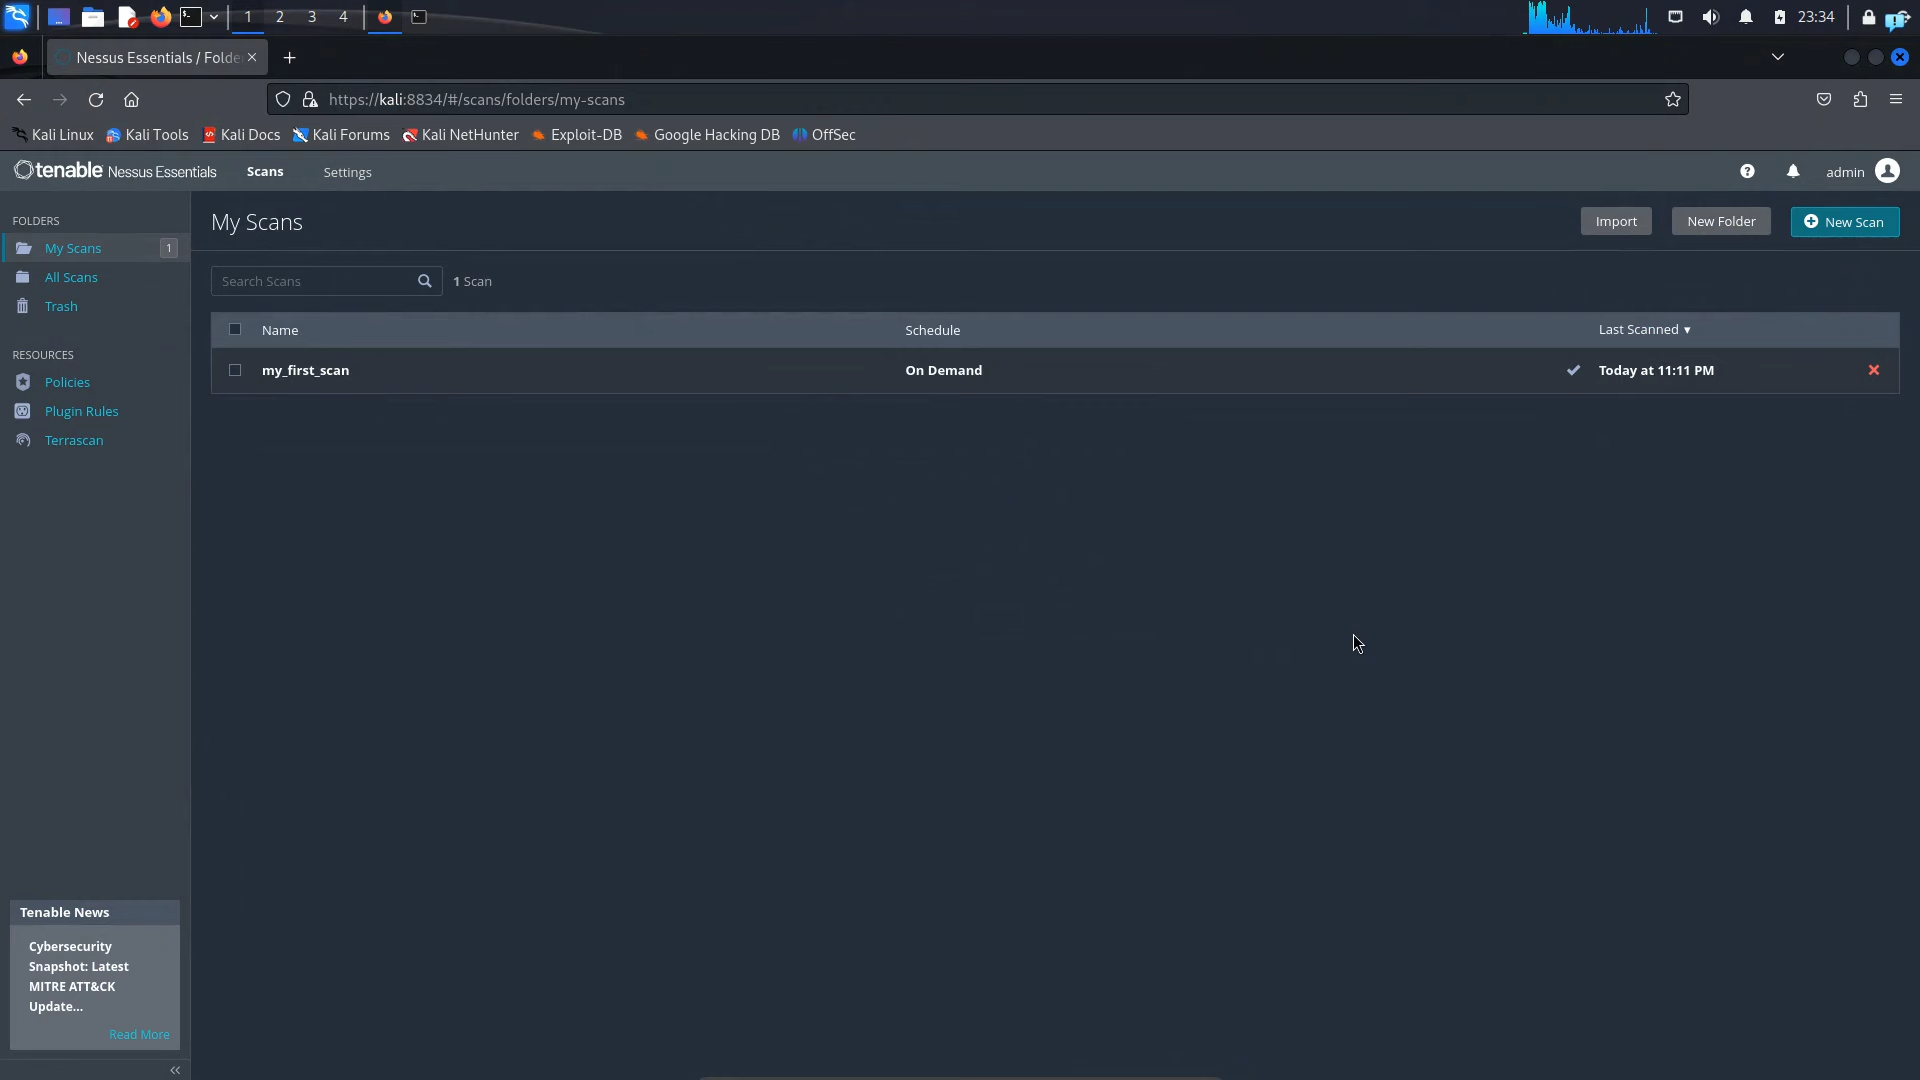 1 2 3 4 23:34
Nessus Essentials / Folde
https://kali:8834/#/scans/folders/my-scans
Kali Linux Kali Tools Kali Docs Kali Forums Kali NetHunter Exploit-DB Google Hacking DB OffSec
tenable Nessus Essentials Scans Settings admin
FOLDERS
My Scans 1
All Scans
Trash
RESOURCES
Policies
Plugin Rules
Terrascan
My Scans Import New Folder New Scan
Search Scans 1 Scan
Name Schedule Last Scanned
my_first_scan On Demand Today at 11:11 PM
Tenable News
Cybersecurity
Snapshot: Latest
MITRE ATT&CK
Update...
Read More